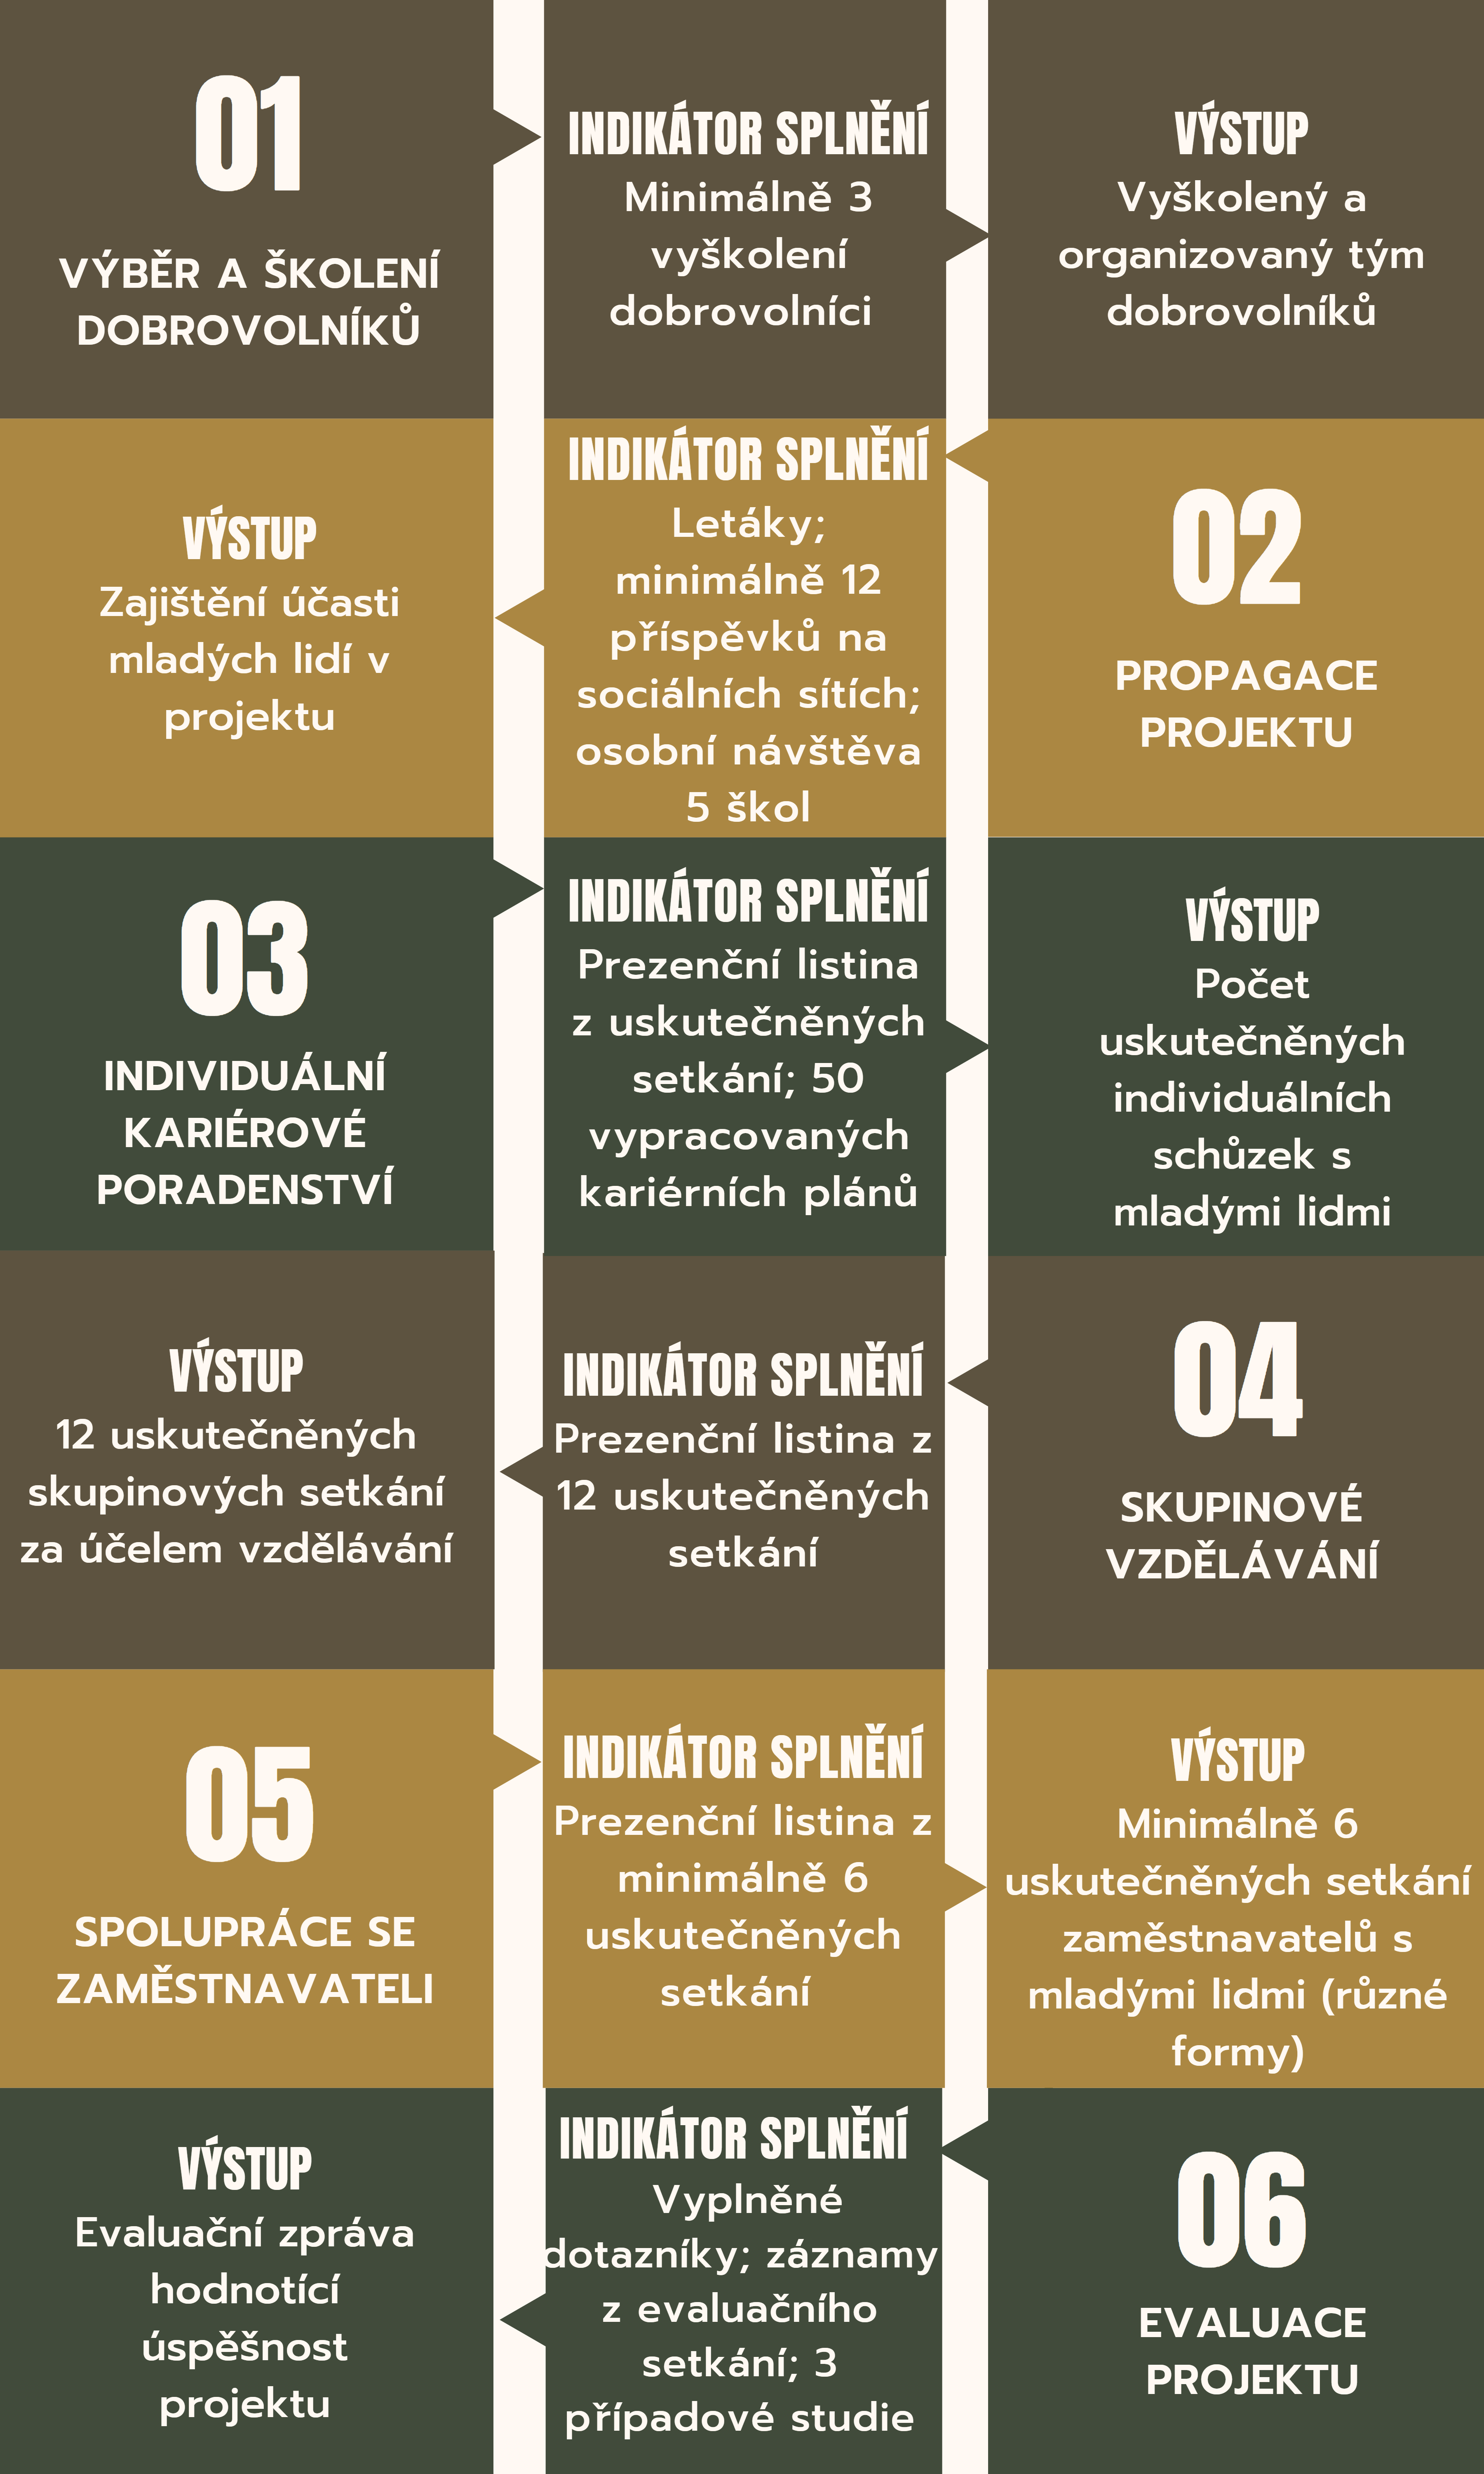 01
VÝBĚR A ŠKOLENÍ
DOBROVOLNÍKŮ
INDIKÁTOR SPLNĚNÍ
Minimálně 3
vyškolení
dobrovolníci
VÝSTUP
Vyškolený a
organizovaný tým
dobrovolníků
02
PROPAGACE
PROJEKTU
INDIKÁTOR SPLNĚNÍ
Letáky;
minimálně 12
příspěvků na
sociálních sítích;
osobní návštěva
5 škol
VÝSTUP
Zajištění účasti
mladých lidí v
projektu
03
INDIVIDUÁLNÍ
KARIÉROVÉ
PORADENSTVÍ
INDIKÁTOR SPLNĚNÍ
Prezenční listina
z uskutečněných
setkání; 50
vypracovaných
kariérních plánů
VÝSTUP
Počet
uskutečněných
individuálních
schůzek s
mladými lidmi
04
SKUPINOVÉ
VZDĚLÁVÁNÍ
INDIKÁTOR SPLNĚNÍ
Prezenční listina z
12 uskutečněných
setkání
VÝSTUP
12 uskutečněných
skupinových setkání
za účelem vzdělávání
05
SPOLUPRÁCE SE
ZAMĚSTNAVATELI
INDIKÁTOR SPLNĚNÍ
Prezenční listina z
minimálně 6
uskutečněných
setkání
VÝSTUP
Minimálně 6
uskutečněných setkání
zaměstnavatelů s
mladými lidmi (různé
formy)
06
EVALUACE
PROJEKTU
INDIKÁTOR SPLNĚNÍ
Vyplněné
dotazníky; záznamy
z evaluačního
setkání; 3
případové studie
VÝSTUP
Evaluační zpráva
hodnotící
úspěšnost
projektu